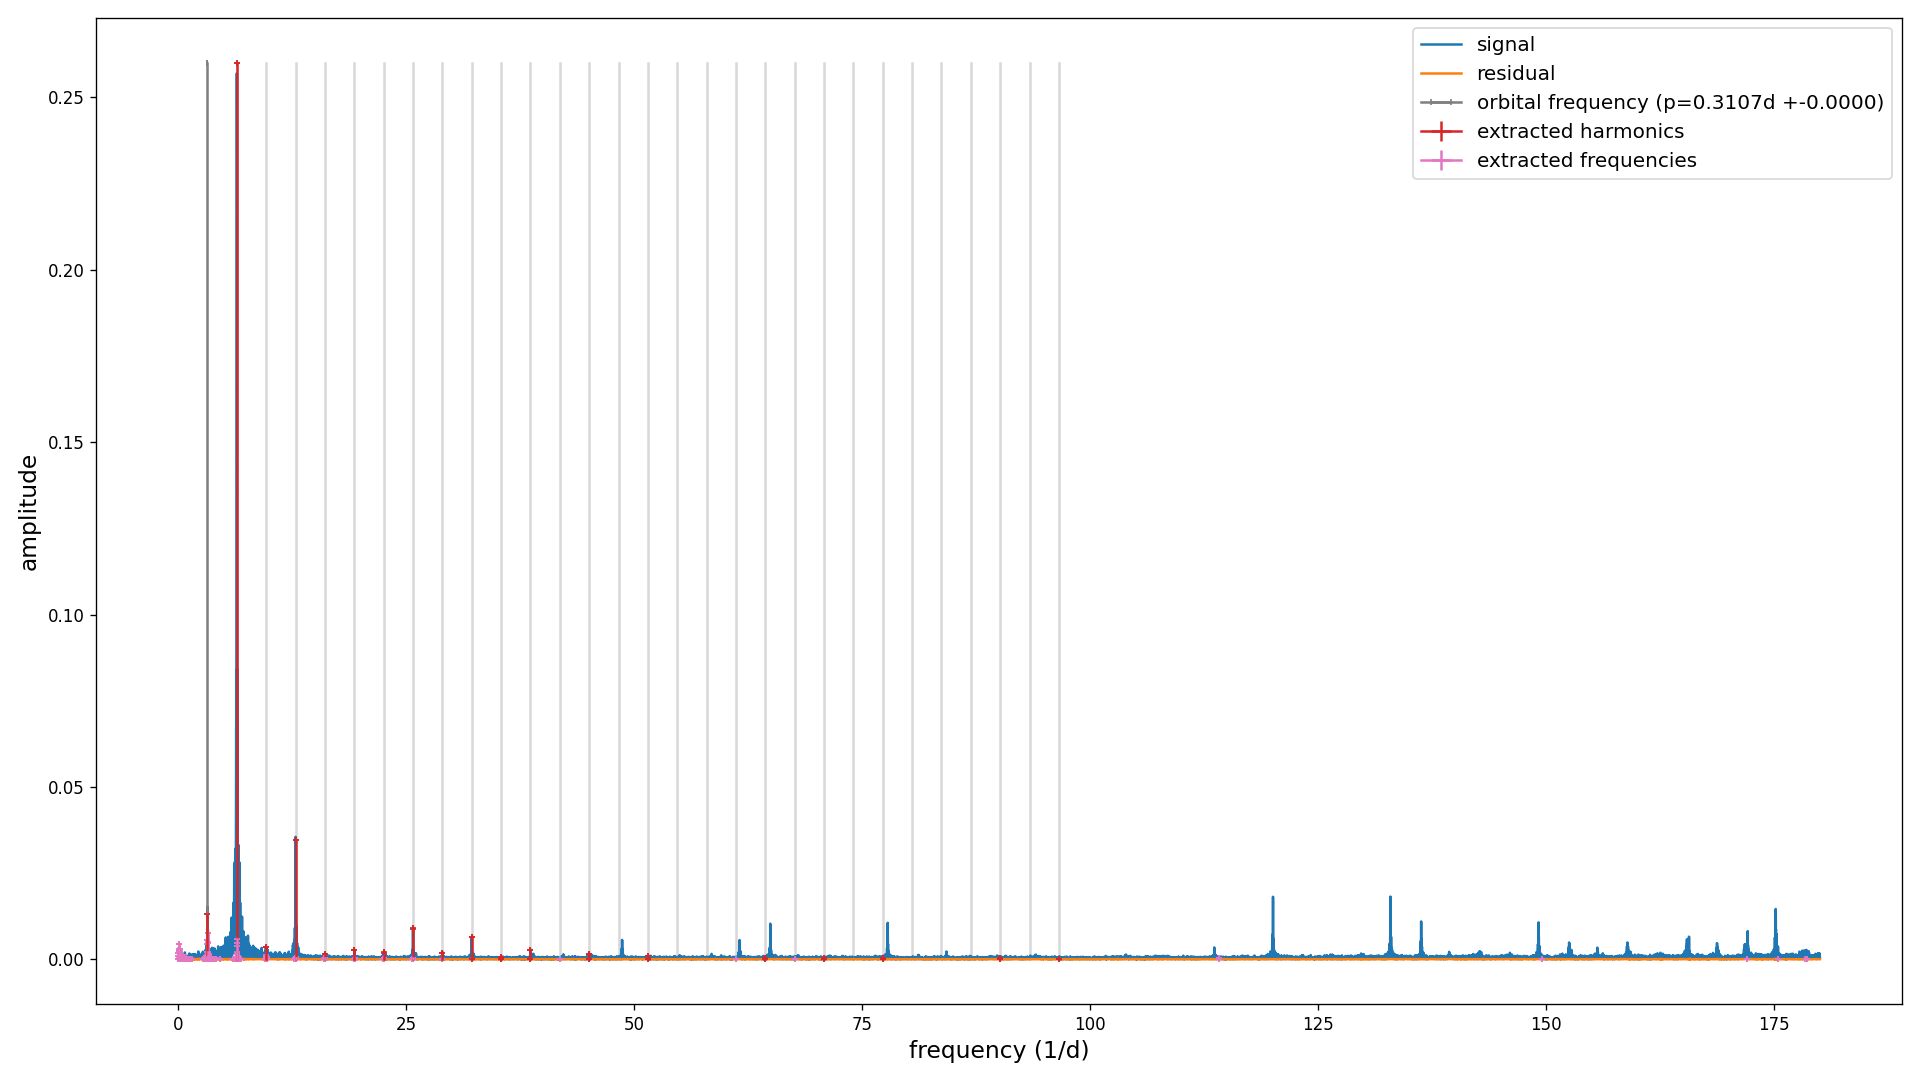 signal
residual
orbital frequency (p=0.3107d +-0.0000)
extracted harmonics
extracted frequencies
0.25
0.20
0.15
0.10
0.05
0.00
amplitude
0 25 50 75 100 125 150 175
frequency (1/d)